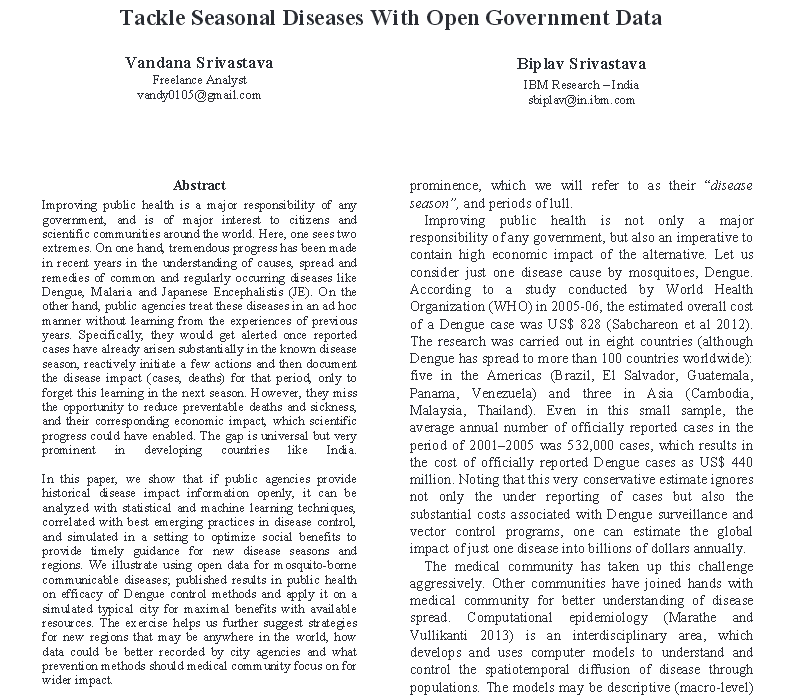 Tackle Seasonal Diseases With Open Government Data
Vandana Srivastava
Freelance Analyst
vandy0105@gmail.com
Biplav Srivastava
IBM Research – India
sbiplav@in.ibm.com
Abstract
Improving public health is a major responsibility of any
government, and is of major interest to citizens and
scientific communities around the world. Here, one sees two
extremes. On one hand, tremendous progress has been made
in recent years in the understanding of causes, spread and
remedies of common and regularly occurring diseases like
Dengue, Malaria and Japanese Encephalistis (JE). On the
other hand, public agencies treat these diseases in an ad hoc
manner without learning from the experiences of previous
years. Specifically, they would get alerted once reported
cases have already arisen substantially in the known disease
season, reactively initiate a few actions and then document
the disease impact (cases, deaths) for that period, only to
forget this learning in the next season. However, they miss
the opportunity to reduce preventable deaths and sickness,
and their corresponding economic impact, which scientific
progress could have enabled. The gap is universal but very
prominent in developing countries like India.
In this paper, we show that if public agencies provide
historical disease impact information openly, it can be
analyzed with statistical and machine learning techniques,
correlated with best emerging practices in disease control,
and simulated in a setting to optimize social benefits to
provide timely guidance for new disease seasons and
regions. We illustrate using open data for mosquito-borne
communicable diseases; published results in public health
on efficacy of Dengue control methods and apply it on a
simulated typical city for maximal benefits with available
resources. The exercise helps us further suggest strategies
for new regions that may be anywhere in the world, how
data could be better recorded by city agencies and what
prevention methods should medical community focus on for
wider impact.
prominence, which we will refer to as their “disease
season”, and periods of lull.
Improving public health is not only a major
responsibility of any government, but also an imperative to
contain high economic impact of the alternative. Let us
consider just one disease cause by mosquitoes, Dengue.
According to a study conducted by World Health
Organization (WHO) in 2005-06, the estimated overall cost
of a Dengue case was US$ 828 (Sabchareon et al 2012).
The research was carried out in eight countries (although
Dengue has spread to more than 100 countries worldwide):
five in the Americas (Brazil, El Salvador, Guatemala,
Panama, Venezuela) and three in Asia (Cambodia,
Malaysia, Thailand). Even in this small sample, the
average annual number of officially reported cases in the
period of 2001–2005 was 532,000 cases, which results in
the cost of officially reported Dengue cases as US$ 440
million. Noting that this very conservative estimate ignores
not only the under reporting of cases but also the
substantial costs associated with Dengue surveillance and
vector control programs, one can estimate the global
impact of just one disease into billions of dollars annually.
The medical community has taken up this challenge
aggressively. Other communities have joined hands with
medical community for better understanding of disease
spread. Computational epidemiology (Marathe and
Vullikanti 2013) is an interdisciplinary area, which
develops and uses computer models to understand and
control the spatiotemporal diffusion of disease through
populations. The models may be descriptive (macro-level)